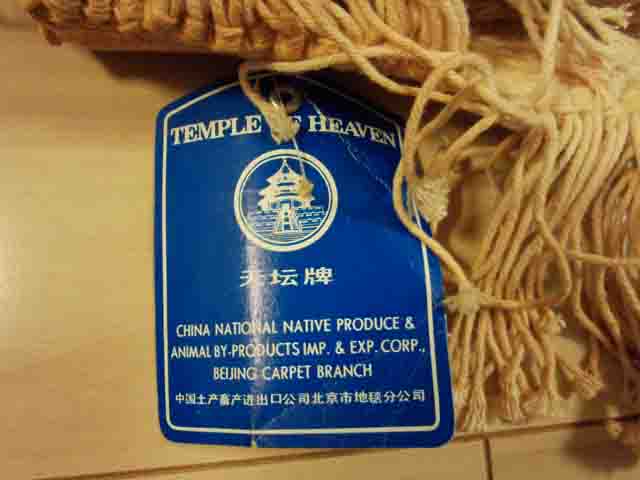 TEMPLE OF HEAVEN
天坛牌
CHINA NATIONAL NATIVE PRODUCE &
ANIMAL BY-PRODUCTS IMP. & EXP. CORP.,
BEIJING CARPET BRANCH
中国土产畜产进出口公司北京市地毯分公司